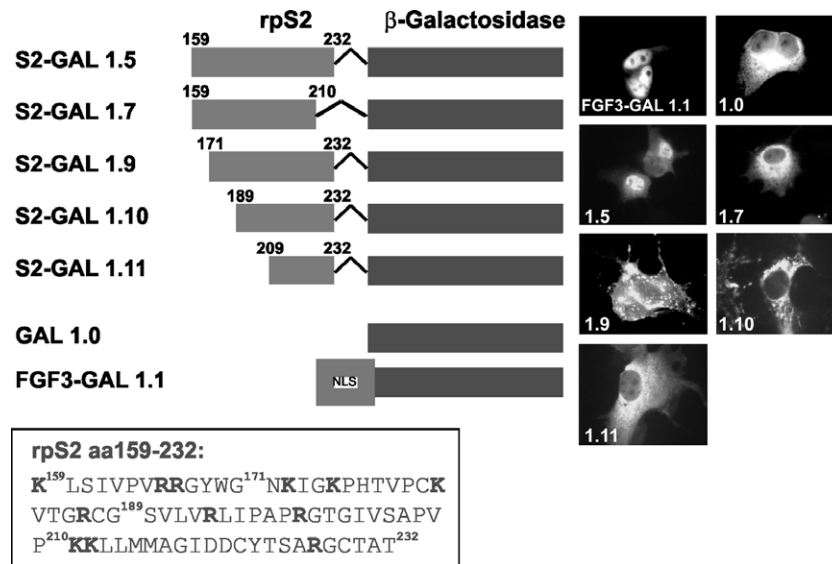 rpS2 β-Galactosidase
S2-GAL 1.5 159 232
S2-GAL 1.7 159 210
S2-GAL 1.9 171 232
S2-GAL 1.10 189 232
S2-GAL 1.11 209 232
GAL 1.0
FGF3-GAL 1.1 NLS
rpS2 aa159-232:
K¹⁵⁹LSIVPVRRGYWG¹⁷¹NKIGKPHTVPCK
VTGRCG¹⁸⁹SVLVRLIPAPRGTGIVSAPV
P²¹⁰KKLLMMAGIDDCYTSARGCTAT²³²
FGF3-GAL 1.1 1.0
1.5 1.7
1.9 1.10
1.11